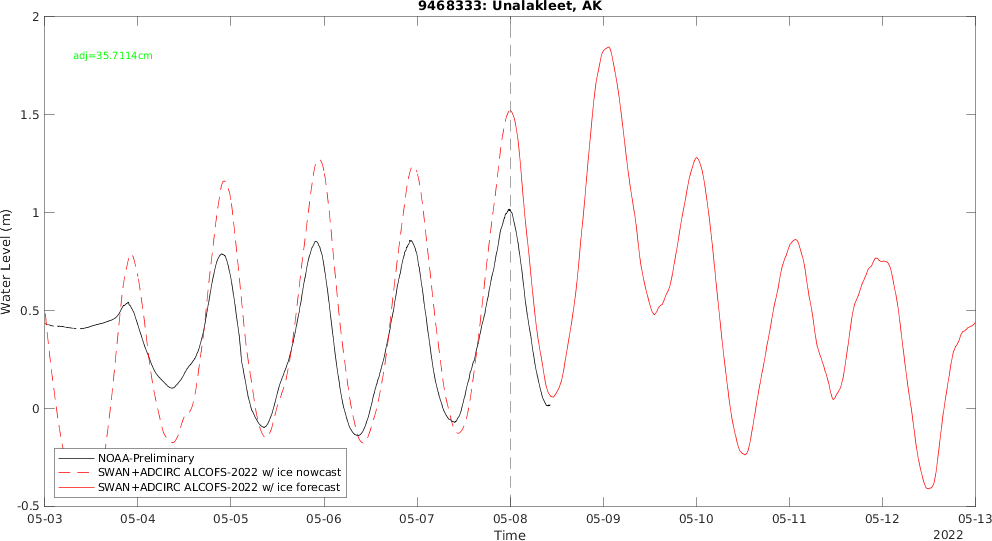 9468333: Unalakleet, AK
adj=35.7114cm
Water Level (m)
2
1.5
1
0.5
0
-0.5
NOAA-Preliminary
SWAN+ADCIRC ALCOFS-2022 w/ ice nowcast
SWAN+ADCIRC ALCOFS-2022 w/ ice forecast
05-03 05-04 05-05 05-06 05-07 05-08 05-09 05-10 05-11 05-12 05-13
Time
2022